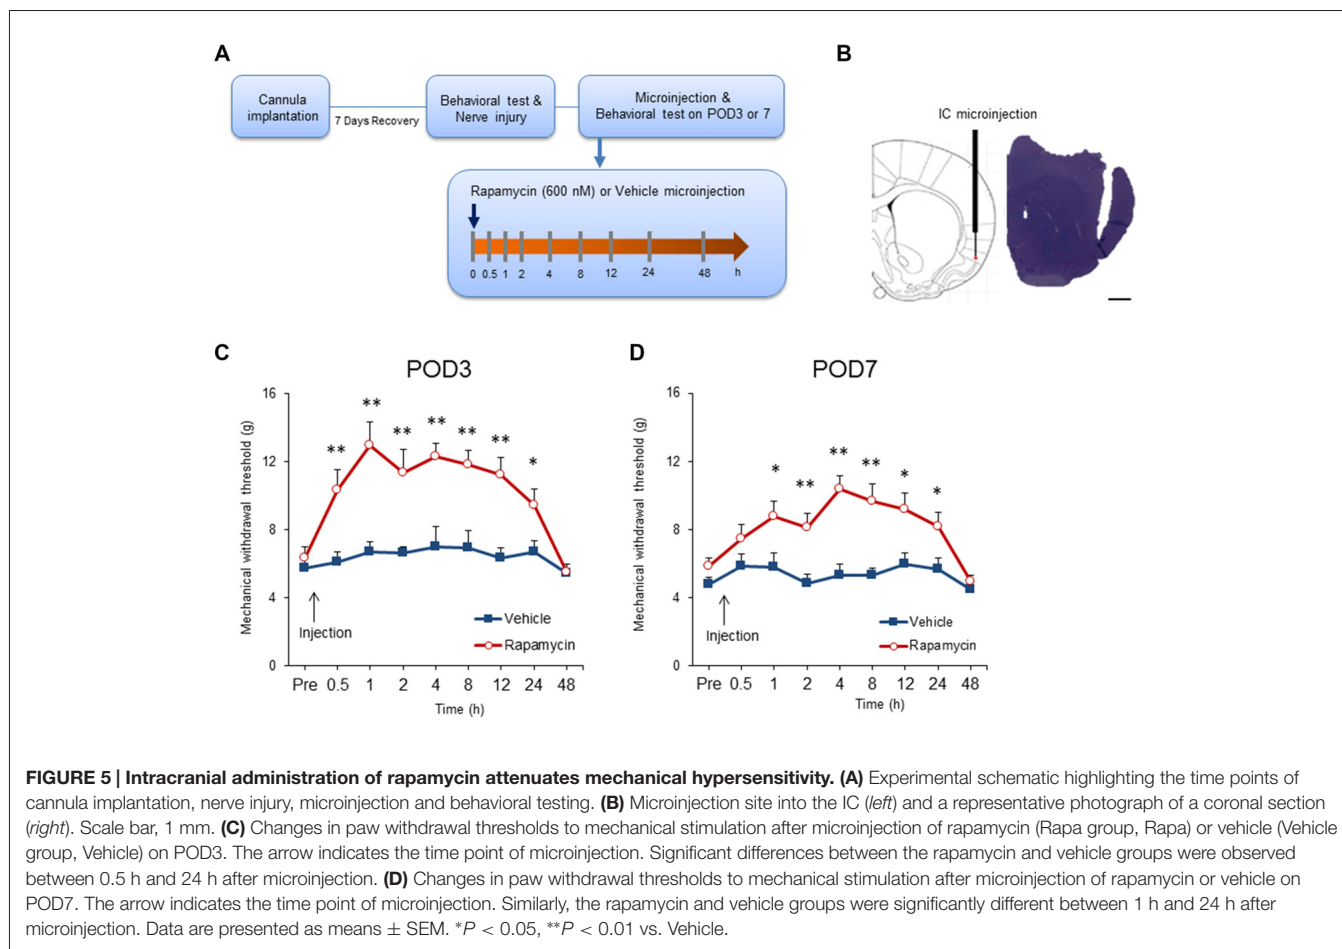 A
Cannula
implantation
7 Days Recovery
Behavioral test &
Nerve injury
Microinjection &
Behavioral test on POD3 or 7
Rapamycin (600 nM) or Vehicle microinjection
0 0.5 1 2 4 8 12 24 48 h
B
IC microinjection
C
POD3
Mechanical withdrawal threshold (g)
16
12
8
4
0
** ** ** ** ** ** *
Injection
Vehicle
Rapamycin
Pre 0.5 1 2 4 8 12 24 48
Time (h)
D
POD7
Mechanical withdrawal threshold (g)
16
12
8
4
0
* ** ** ** * *
Injection
Vehicle
Rapamycin
Pre 0.5 1 2 4 8 12 24 48
Time (h)
FIGURE 5 | Intracranial administration of rapamycin attenuates mechanical hypersensitivity. (A) Experimental schematic highlighting the time points of
cannula implantation, nerve injury, microinjection and behavioral testing. (B) Microinjection site into the IC (left) and a representative photograph of a coronal section
(right). Scale bar, 1 mm. (C) Changes in paw withdrawal thresholds to mechanical stimulation after microinjection of rapamycin (Rapa group, Rapa) or vehicle (Vehicle
group, Vehicle) on POD3. The arrow indicates the time point of microinjection. Significant differences between the rapamycin and vehicle groups were observed
between 0.5 h and 24 h after microinjection. (D) Changes in paw withdrawal thresholds to mechanical stimulation after microinjection of rapamycin or vehicle on
POD7. The arrow indicates the time point of microinjection. Similarly, the rapamycin and vehicle groups were significantly different between 1 h and 24 h after
microinjection. Data are presented as means ± SEM. *P < 0.05, **P < 0.01 vs. Vehicle.